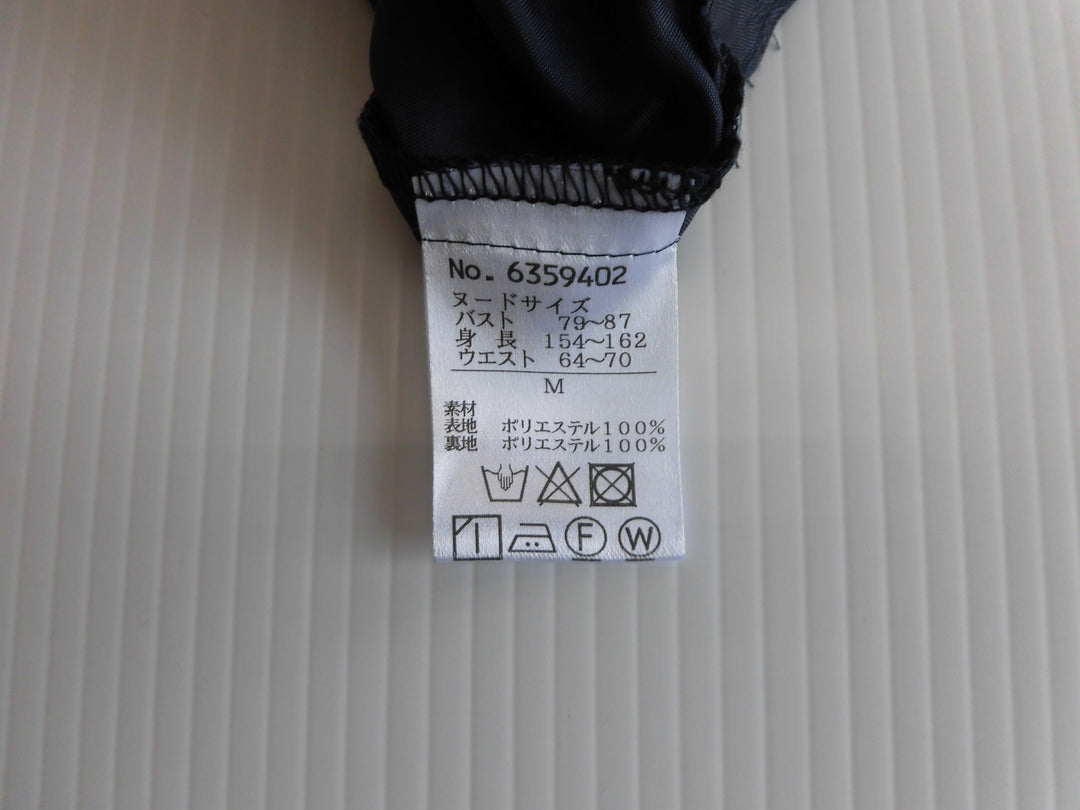 No. 6359402
ヌードサイズ
バスト 79～87
身長 154～162
ウエスト 64～70
M
素材
表地 ポリエステル100%
裏地 ポリエステル100%
F W